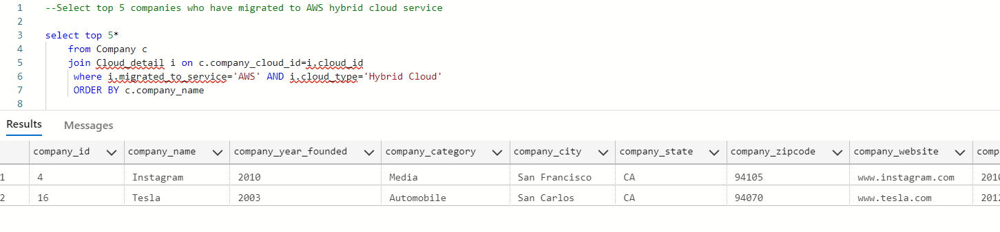 1 --Select top 5 companies who have migrated to AWS hybrid cloud service
2
3 select top 5*
4 from Company c
5 join Cloud_detail i on c.company_cloud_id=i.cloud_id
6 where i.migrated_to_service='AWS' AND i.cloud_type='Hybrid Cloud'
7 ORDER BY c.company_name
8
Results Messages
company_id company_name company_year_founded company_category company_city company_state company_zipcode company_website comp
1 4 Instagram 2010 Media San Francisco CA 94105 www.instagram.com 201
2 16 Tesla 2003 Automobile San Carlos CA 94070 www.tesla.com 2012